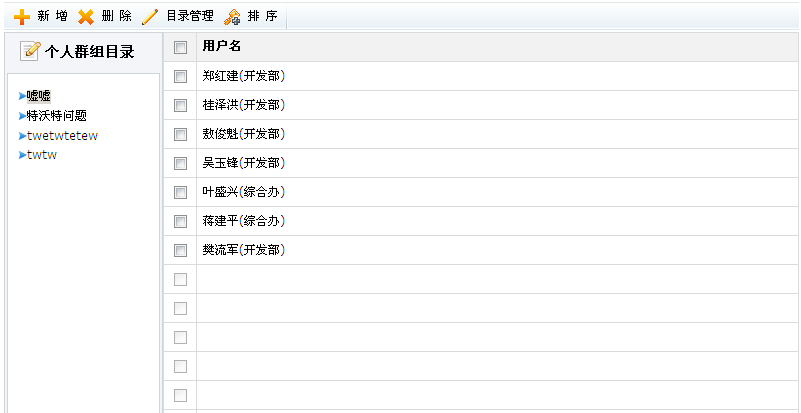 新 增 删 除 目录管理 排 序
个人群组目录
嘘嘘
特沃特问题
twetwtetew
twtw
用户名
郑红建(开发部)
桂泽洪(开发部)
敖俊魁(开发部)
吴玉锋(开发部)
叶盛兴(综合办)
蒋建平(综合办)
樊流军(开发部)